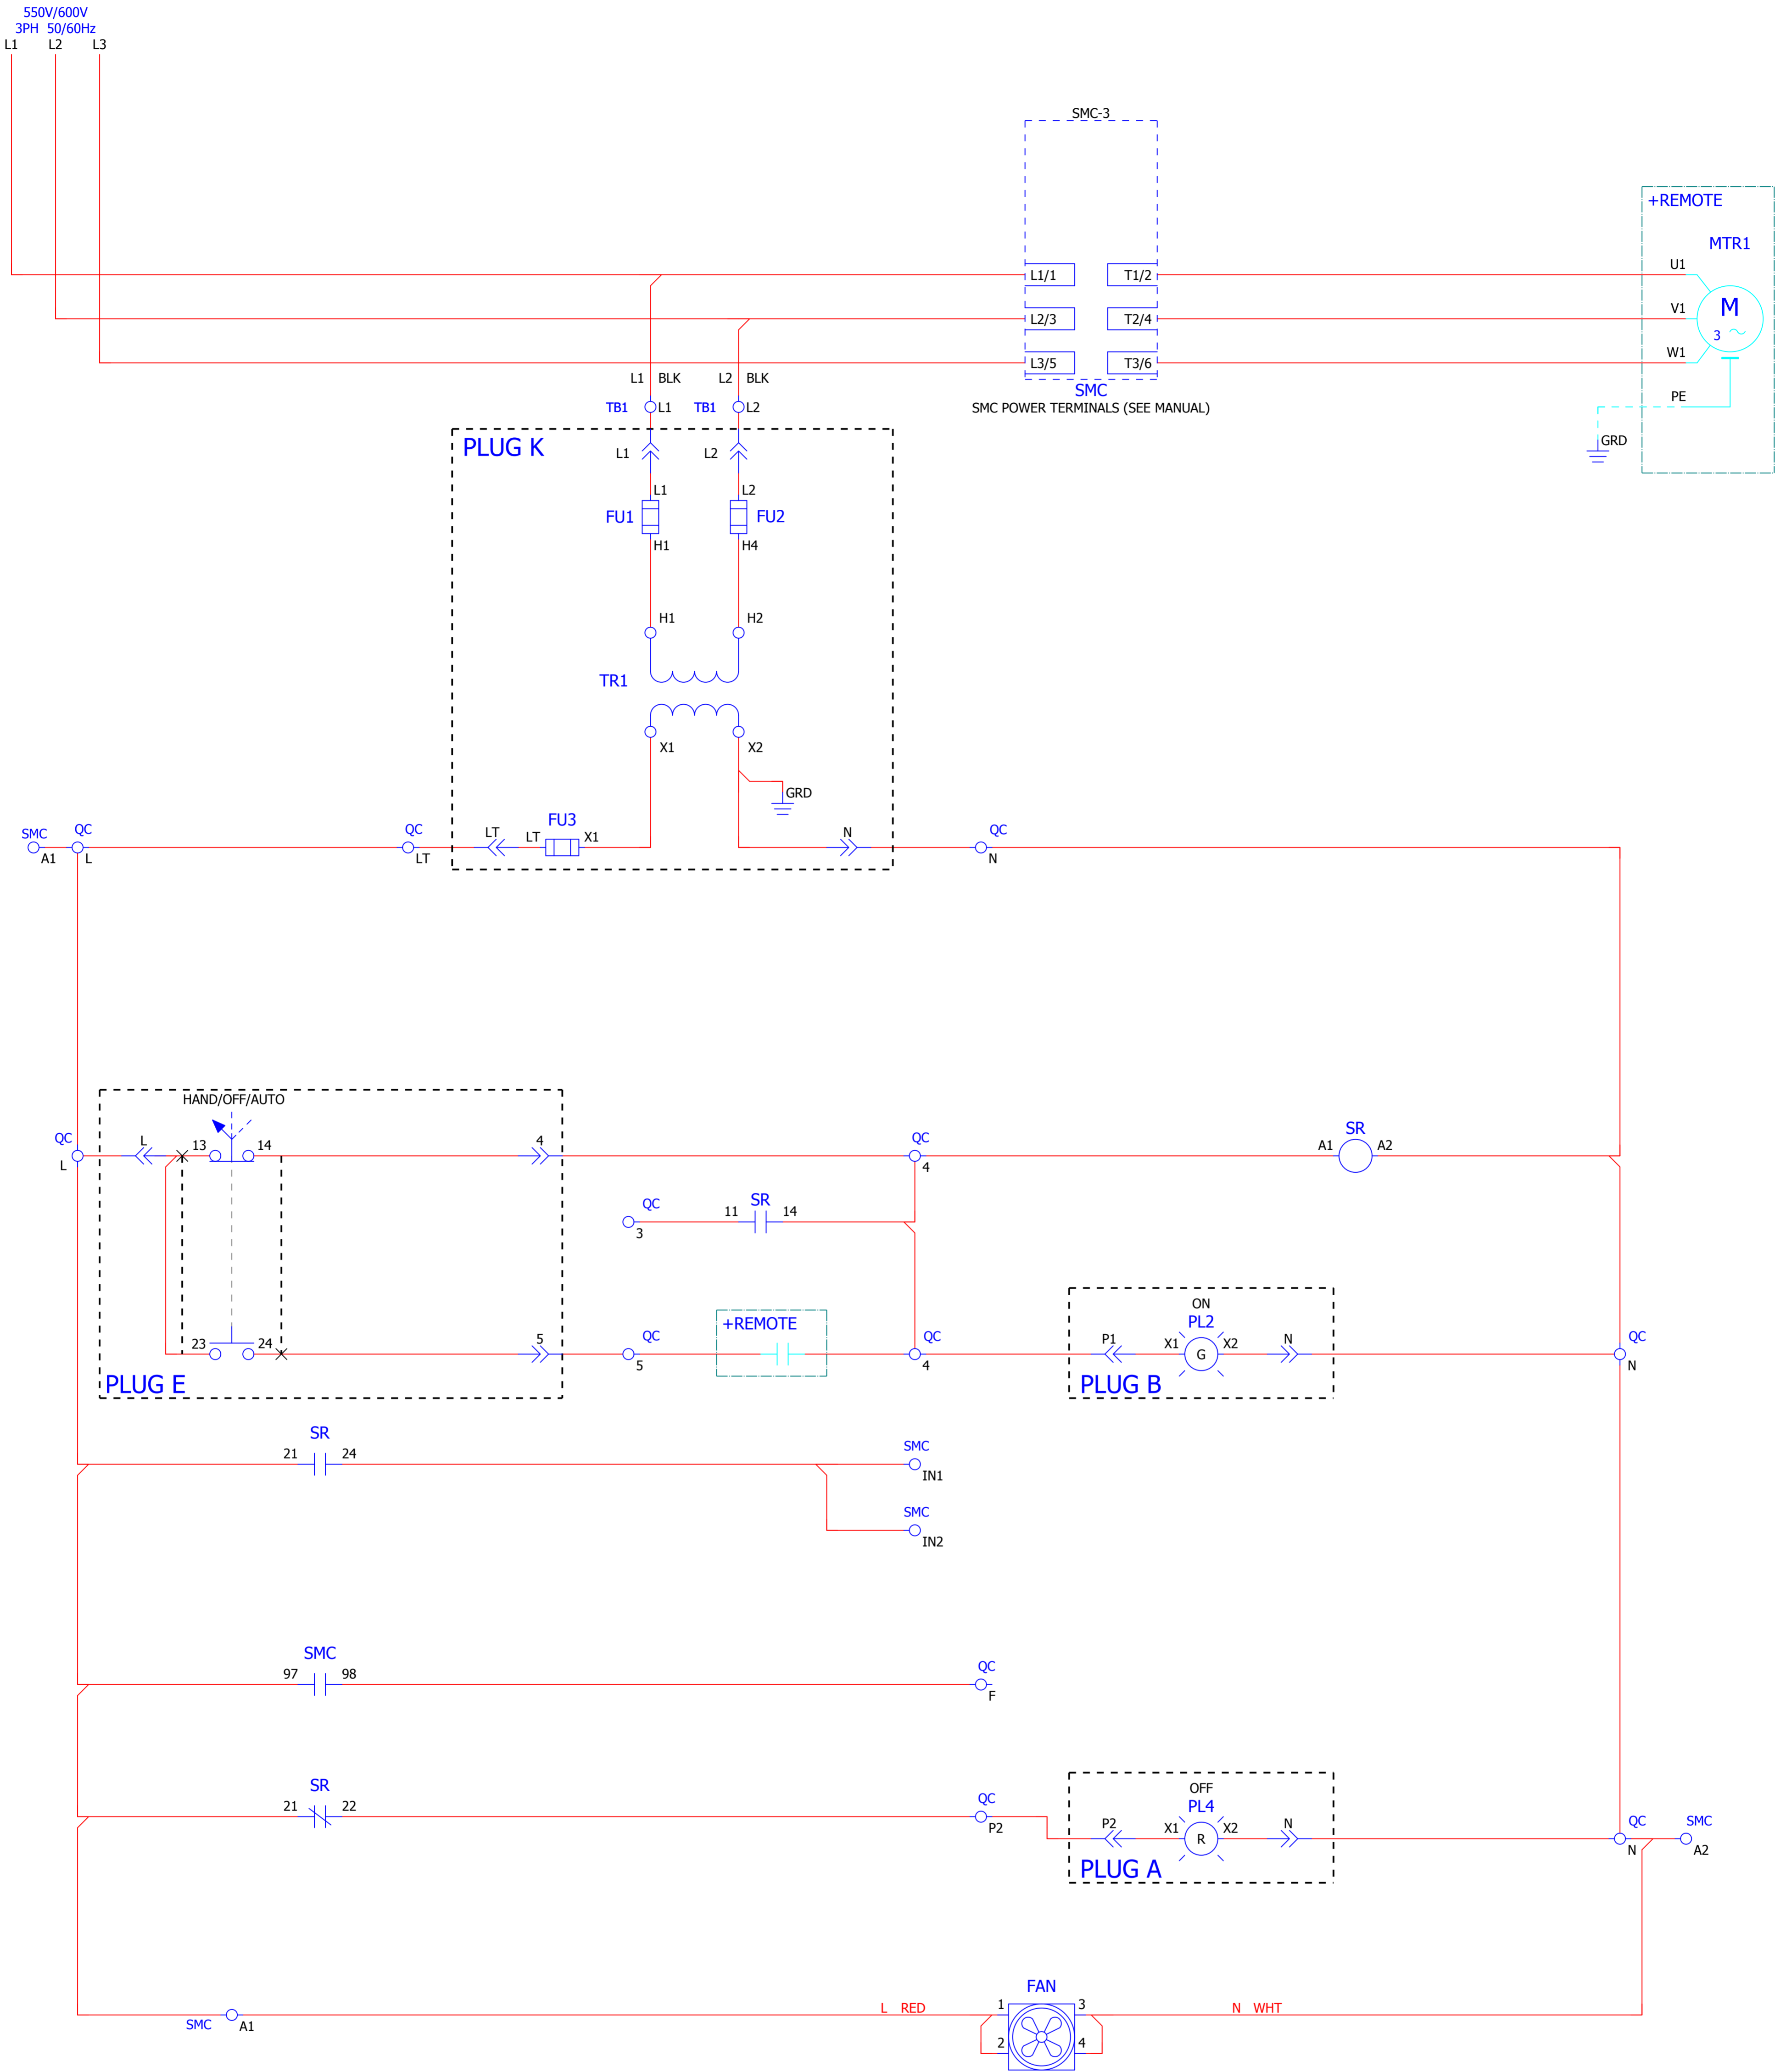 550V/600V
3PH 50/60Hz
L1 L2 L3
SMC-3
+REMOTE
MTR1
L1/1 T1/2 U1
L2/3 T2/4 V1 M
3
L3/5 T3/6 W1
L1 BLK L2 BLK SMC
TB1 L1 TB1 L2 SMC POWER TERMINALS (SEE MANUAL) PE
GRD
PLUG K
L1 L2
L1 L2
FU1 FU2
H1 H4
H1 H2
TR1
X1 X2
GRD
FU3
SMC QC QC LT LT X1 N QC
A1 L LT N
HAND/OFF/AUTO
QC L 13 14 4 QC SR
A1 A2
L 4
QC 11 SR 14
3
+REMOTE
ON
PL2
23 24 5 QC QC P1 X1 G X2 N QC
5 4 N
PLUG E PLUG B
SR
21 24 SMC
IN1
SMC
IN2
SMC
97 98 QC
F
SR
21 22 QC
P2
OFF
PL4
P2 X1 R X2 N QC SMC
N A2
PLUG A
FAN
L RED 1 3 N WHT
SMC A1
2 4